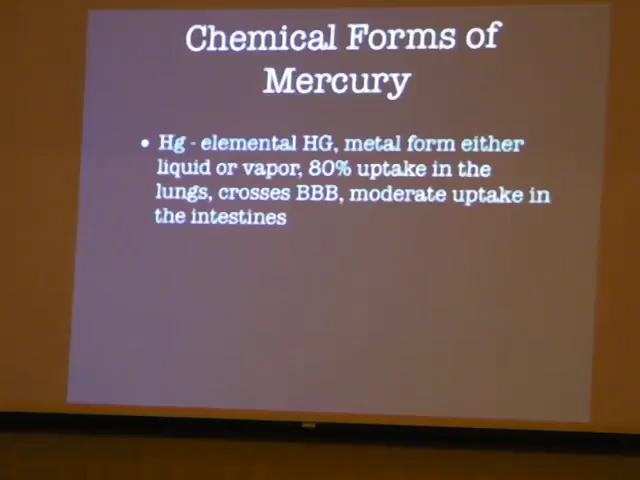 Chemical Forms of
Mercury
• Hg - elemental HG, metal form either
liquid or vapor, 80% uptake in the
lungs, crosses BBB, moderate uptake in
the intestines